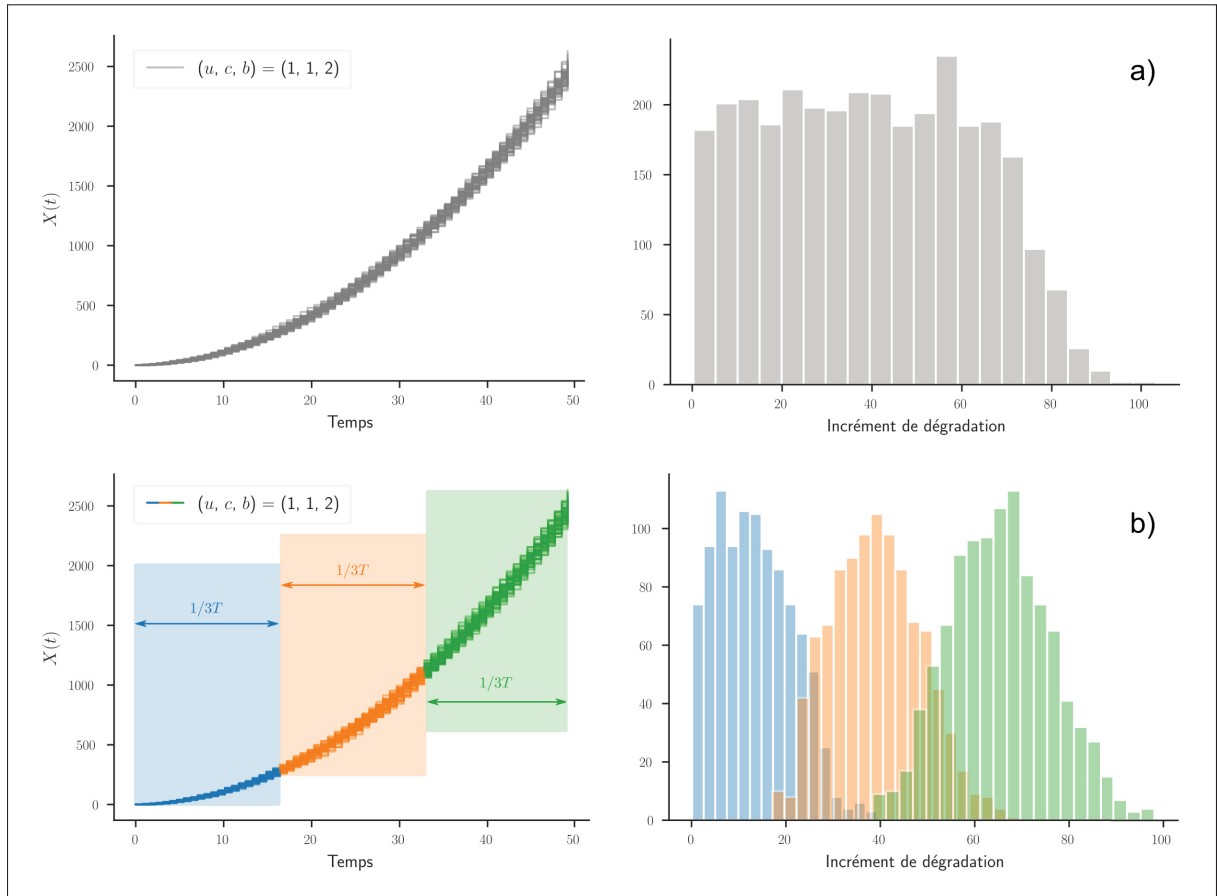 (u, c, b) = (1, 1, 2)
a)
2500
2000
1500
1000
500
0
X(t)
0 10 20 30 40 50
Temps
200
150
100
50
0
0 20 40 60 80 100
Incrément de dégradation
(u, c, b) = (1, 1, 2)
b)
2500
2000
1500
1000
500
0
X(t)
1/3T
1/3T
1/3T
0 10 20 30 40 50
Temps
100
80
60
40
20
0
0 20 40 60 80 100
Incrément de dégradation